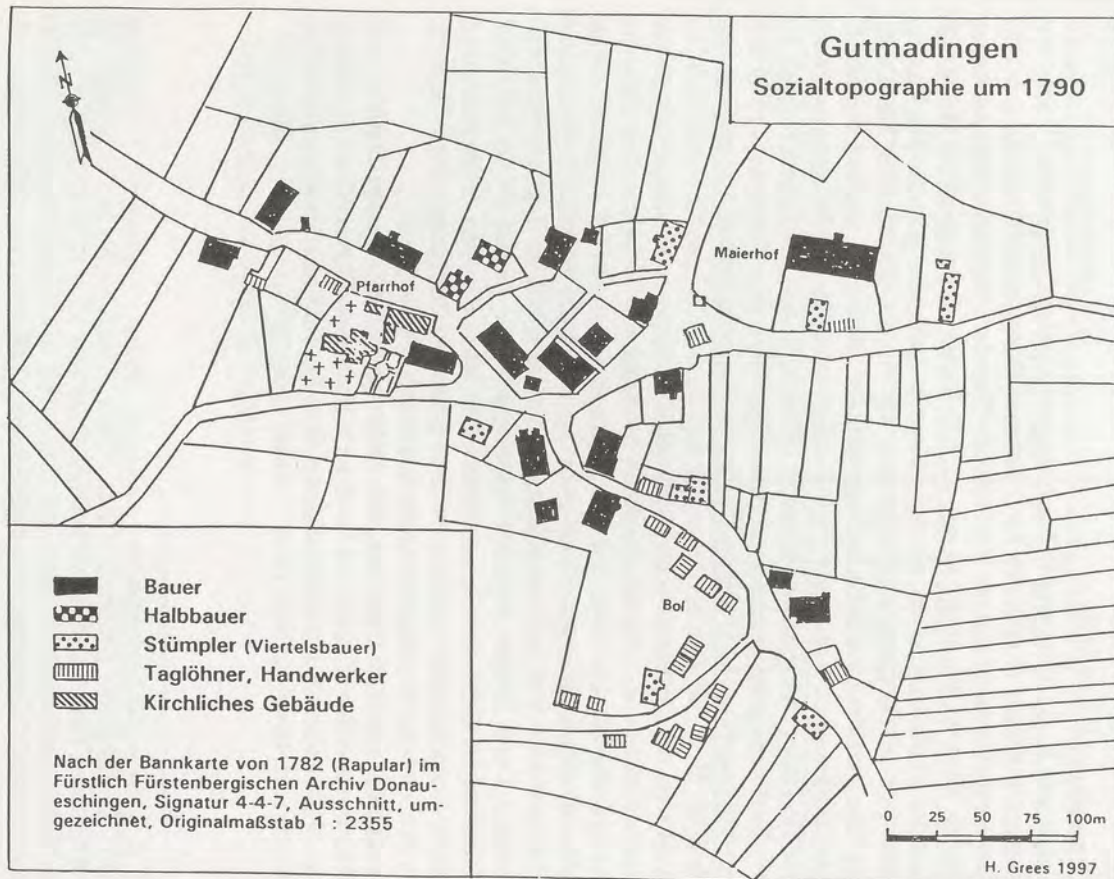 Gutmadingen
Sozialtopographie um 1790
N
Maierhof
Pfarrhof
Bol
Bauer
Halbbauer
Stümpler (Viertelsbauer)
Taglöhner, Handwerker
Kirchliches Gebäude
Nach der Bannkarte von 1782 (Rapular) im
Fürstlich Fürstenbergischen Archiv Donau-
eschingen, Signatur 4-4-7, Ausschnitt, um-
gezeichnet, Originalmaßstab 1 : 2355
0 25 50 75 100m
H. Grees 1997